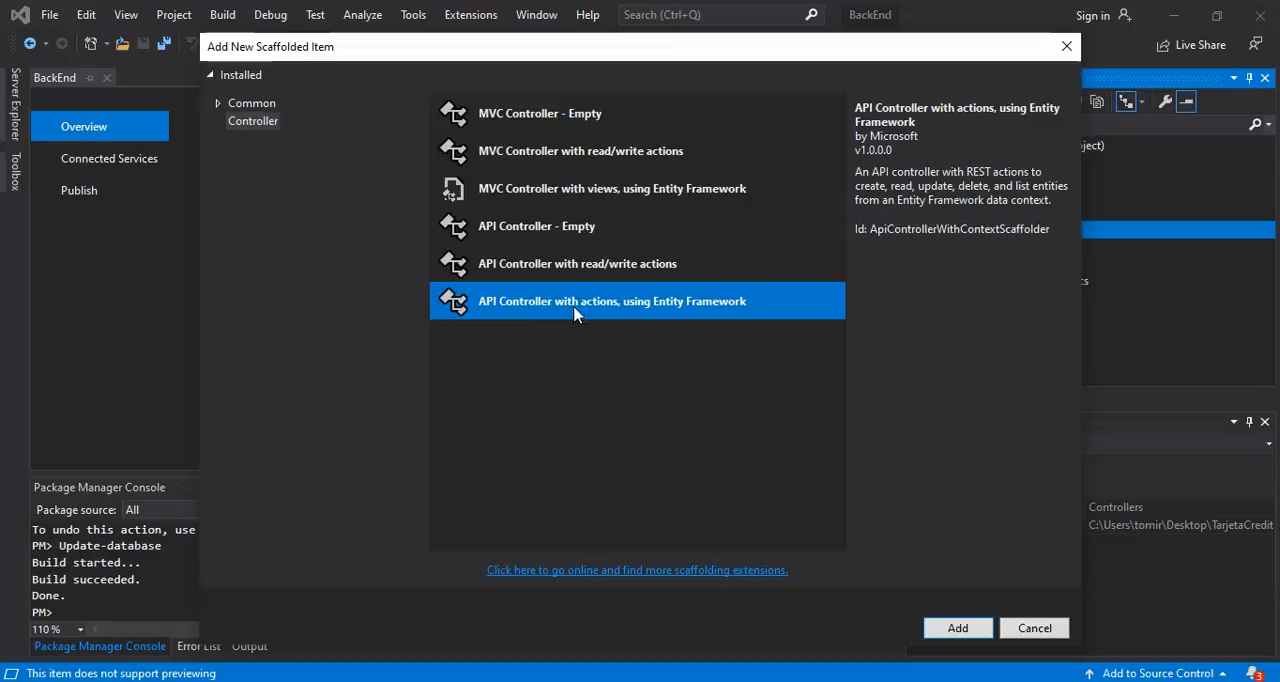 File Edit View Project Build Debug Test Analyze Tools Extensions Window Help Search (Ctrl+Q) BackEnd Sign in
Live Share
Add New Scaffolded Item
Server Explorer
Toolbox
BackEnd
Overview
Connected Services
Publish
Installed
Common
Controller
MVC Controller - Empty
MVC Controller with read/write actions
MVC Controller with views, using Entity Framework
API Controller - Empty
API Controller with read/write actions
API Controller with actions, using Entity Framework
API Controller with actions, using Entity
Framework
by Microsoft
v1.0.0.0
An API controller with REST actions to
create, read, update, delete, and list entities
from an Entity Framework data context.
Id: ApiControllerWithContextScaffolder
Click here to go online and find more scaffolding extensions.
Add Cancel
ject)
ts
Controllers
C:\Users\tomir\Desktop\TarjetaCredit
Package Manager Console
Package source: All
To undo this action, use
PM> Update-database
Build started...
Build succeeded.
Done.
PM>
110 %
Package Manager Console Error List Output
This item does not support previewing Add to Source Control 3